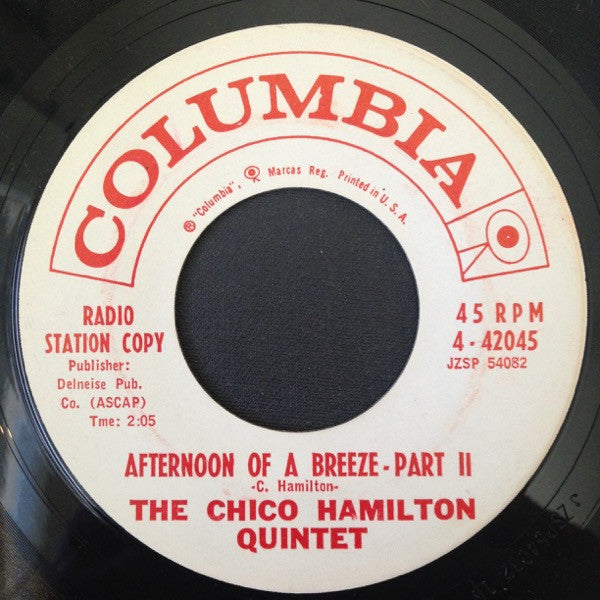 COLUMBIA
® "Columbia", Marcas Reg. Printed in U.S.A.
RADIO
STATION COPY
Publisher:
Delneise Pub.
Co. (ASCAP)
Tme: 2:05
45 RPM
4-42045
JZSP 54082
AFTERNOON OF A BREEZE-PART II
-C. Hamilton-
THE CHICO HAMILTON
QUINTET